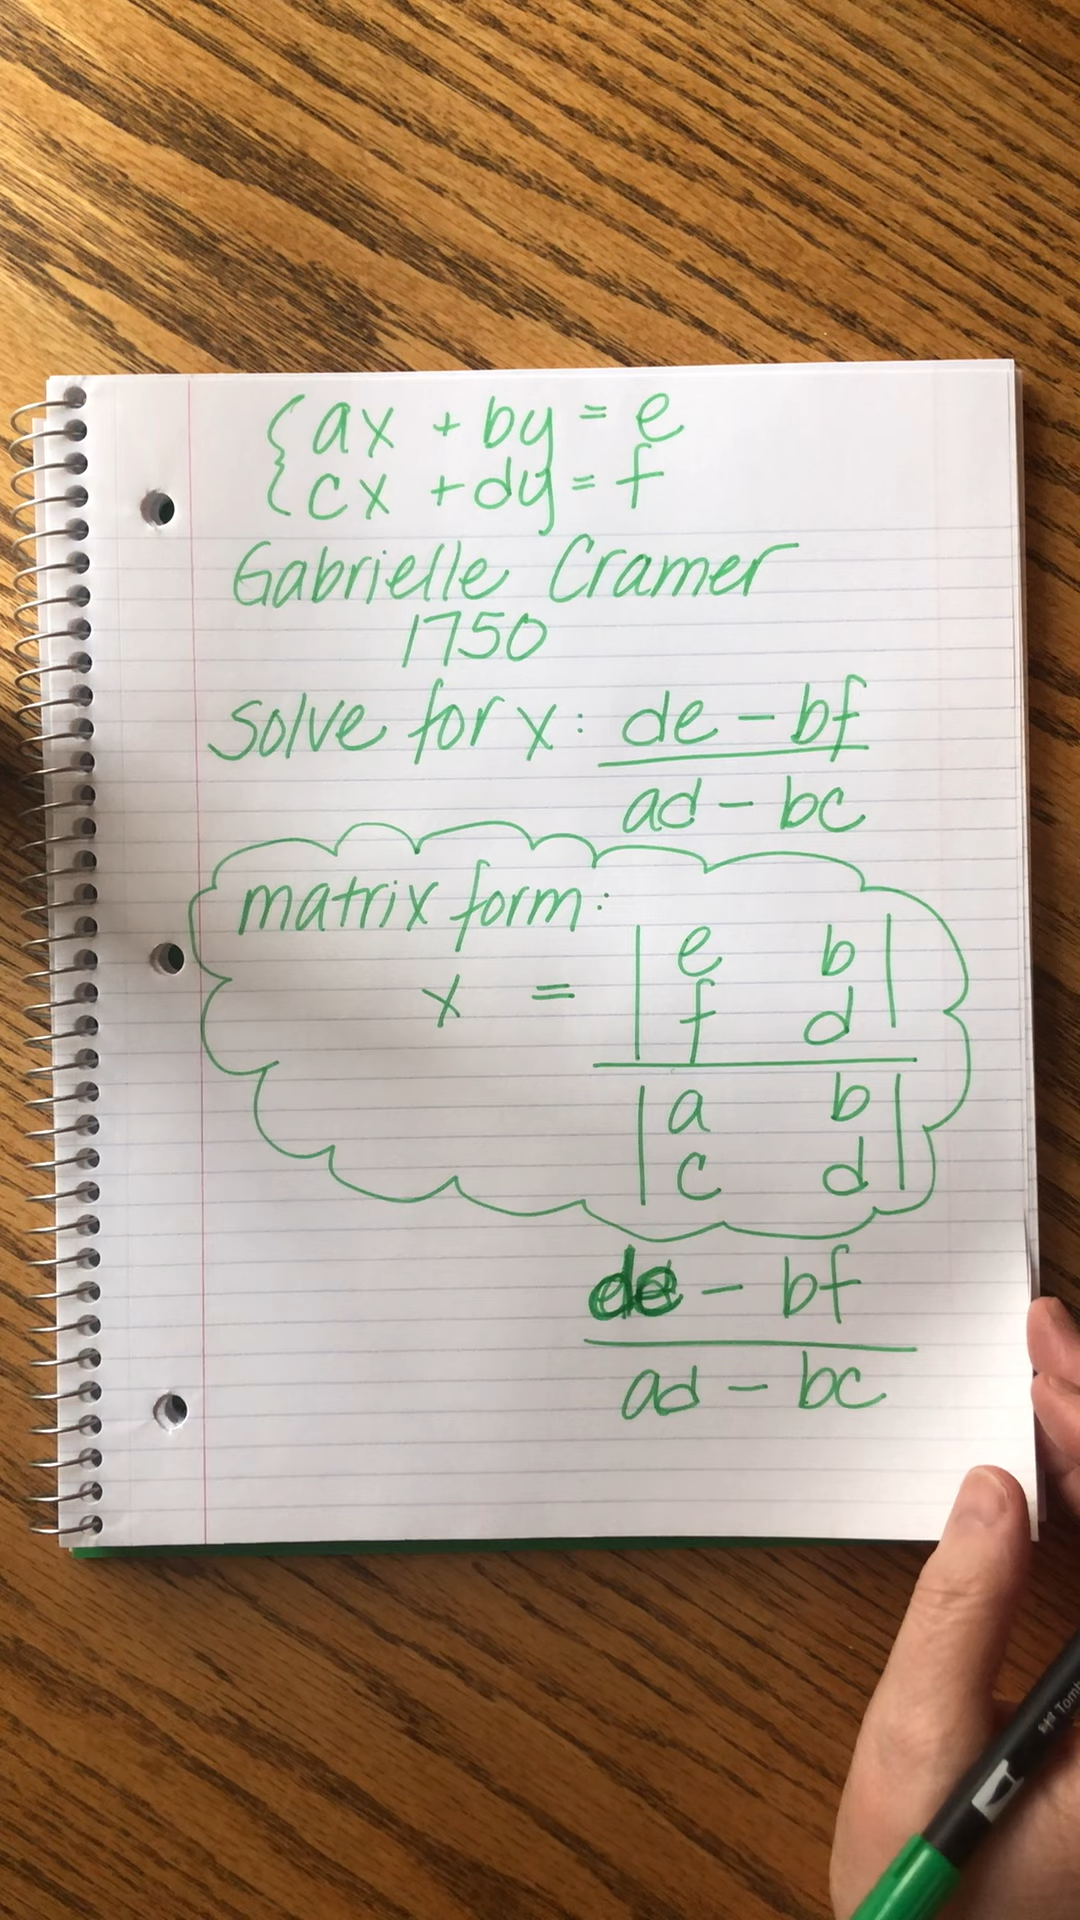 ax + by = e
cx + dy = f
Gabrielle Cramer
1750
solve for x: de - bf
ad - bc
matrix form:
e b
x = f d
a b
c d
de - bf
ad - bc